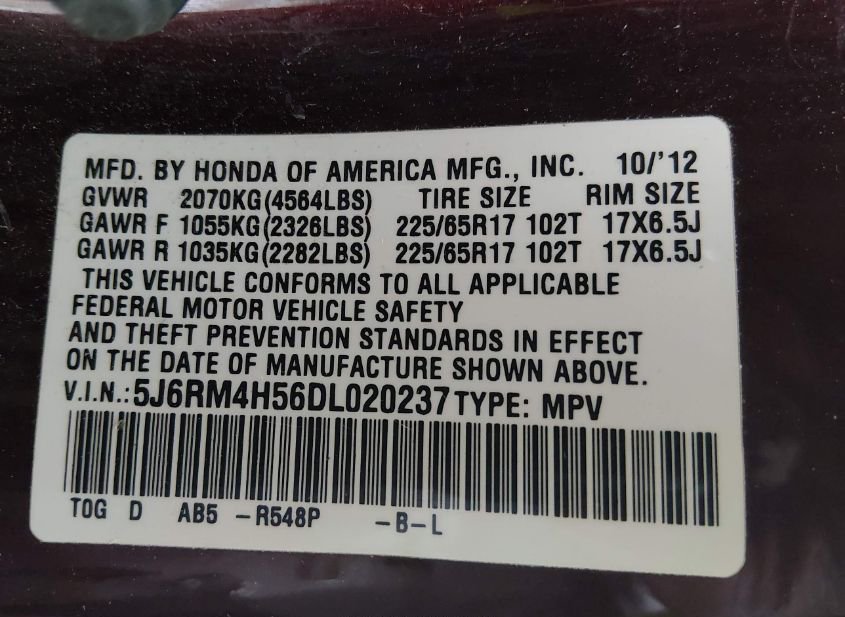 MFD. BY HONDA OF AMERICA MFG., INC. 10/'12
GVWR 2070KG(4564LBS) TIRE SIZE RIM SIZE
GAWR F 1055KG(2326LBS) 225/65R17 102T 17X6.5J
GAWR R 1035KG(2282LBS) 225/65R17 102T 17X6.5J
THIS VEHICLE CONFORMS TO ALL APPLICABLE
FEDERAL MOTOR VEHICLE SAFETY
AND THEFT PREVENTION STANDARDS IN EFFECT
ON THE DATE OF MANUFACTURE SHOWN ABOVE.
V.I.N.: 5J6RM4H56DL020237 TYPE: MPV
TOG D AB5 -R548P -B-L